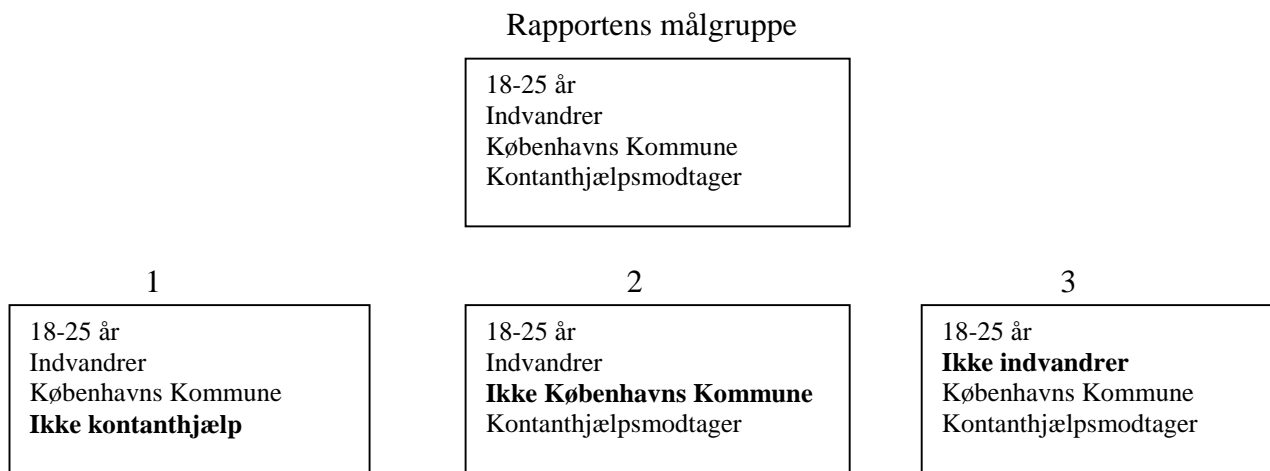 Rapportens målgruppe
18-25 år
Indvandrer
Københavns Kommune
Kontanthjælpsmodtager
1
18-25 år
Indvandrer
Københavns Kommune
Ikke kontanthjælp
2
18-25 år
Indvandrer
Ikke Københavns Kommune
Kontanthjælpsmodtager
3
18-25 år
Ikke indvandrer
Københavns Kommune
Kontanthjælpsmodtager